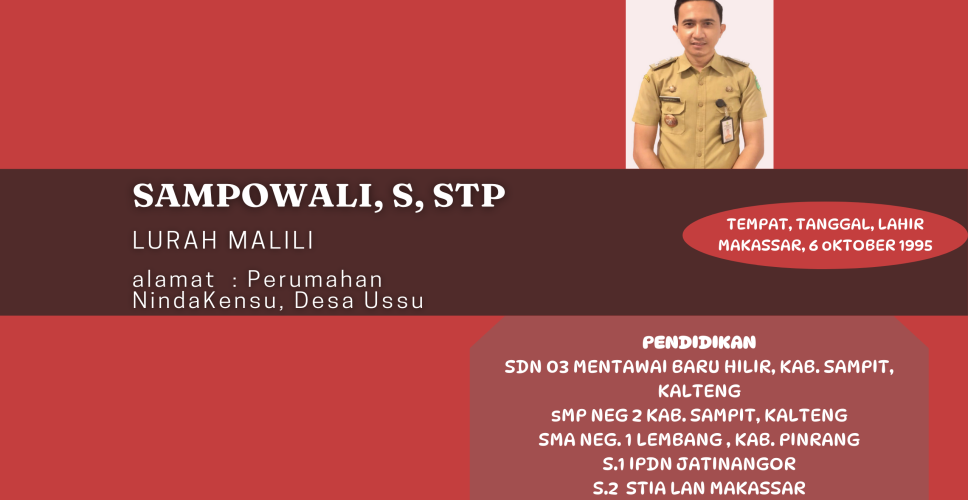 SAMPOWALI, S, STP
LURAH MALILI
alamat : Perumahan
NindaKensu, Desa Ussu
TEMPAT, TANGGAL, LAHIR
MAKASSAR, 6 OKTOBER 1995
PENDIDIKAN
SDN 03 MENTAWAI BARU HILIR, KAB. SAMPIT,
KALTENG
SMP NEG 2 KAB. SAMPIT, KALTENG
SMA NEG. 1 LEMBANG , KAB. PINRANG
S.1 IPDN JATINANGOR
S.2 STIA LAN MAKASSAR